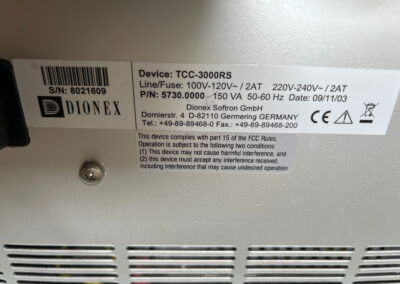 S/N: 8021609
DIONEX
Device: TCC-3000RS
Line/Fuse: 100V-120V~ / 2AT 220V-240V~ / 2AT
P/N: 5730.0000 150 VA 50-60 Hz Date: 09/11/03
Dionex Softron GmbH
Dornierstr. 4 D-82110 Germering GERMANY
Tel.: +49-89-89468-0 Fax.: +49-89-89468-200
CE
This device complies with part 15 of the FCC Rules.
Operation is subject to the following two conditions:
(1) This device may not cause harmful interference, and
(2) this device must accept any interference received,
including interference that may cause undesired operation.